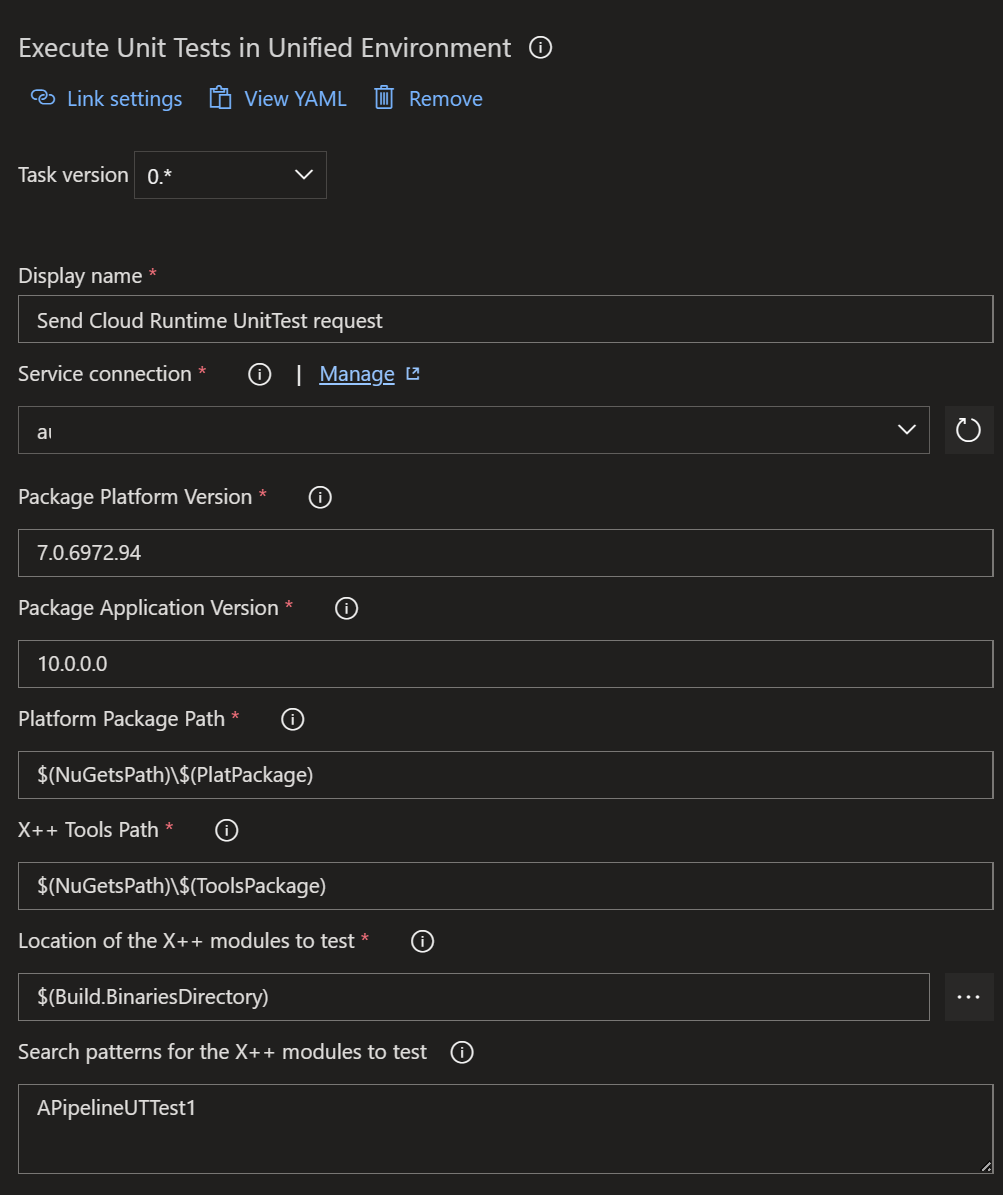 Execute Unit Tests in Unified Environment
Link settings View YAML Remove
Task version 0.*
Display name *
Send Cloud Runtime UnitTest request
Service connection * | Manage
Package Platform Version *
7.0.6972.94
Package Application Version *
10.0.0.0
Platform Package Path *
$(NuGetsPath)\$(PlatPackage)
X++ Tools Path *
$(NuGetsPath)\$(ToolsPackage)
Location of the X++ modules to test *
$(Build.BinariesDirectory)
Search patterns for the X++ modules to test
APipelineUTTest1